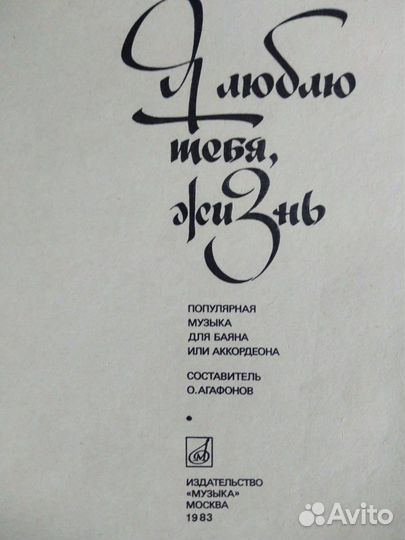 Я люблю
тебя,
жизнь
ПОПУЛЯРНАЯ
МУЗЫКА
ДЛЯ БАЯНА
ИЛИ АККОРДЕОНА
СОСТАВИТЕЛЬ
О. АГАФОНОВ
М
ИЗДАТЕЛЬСТВО
«МУЗЫКА»
МОСКВА
1983
Avito